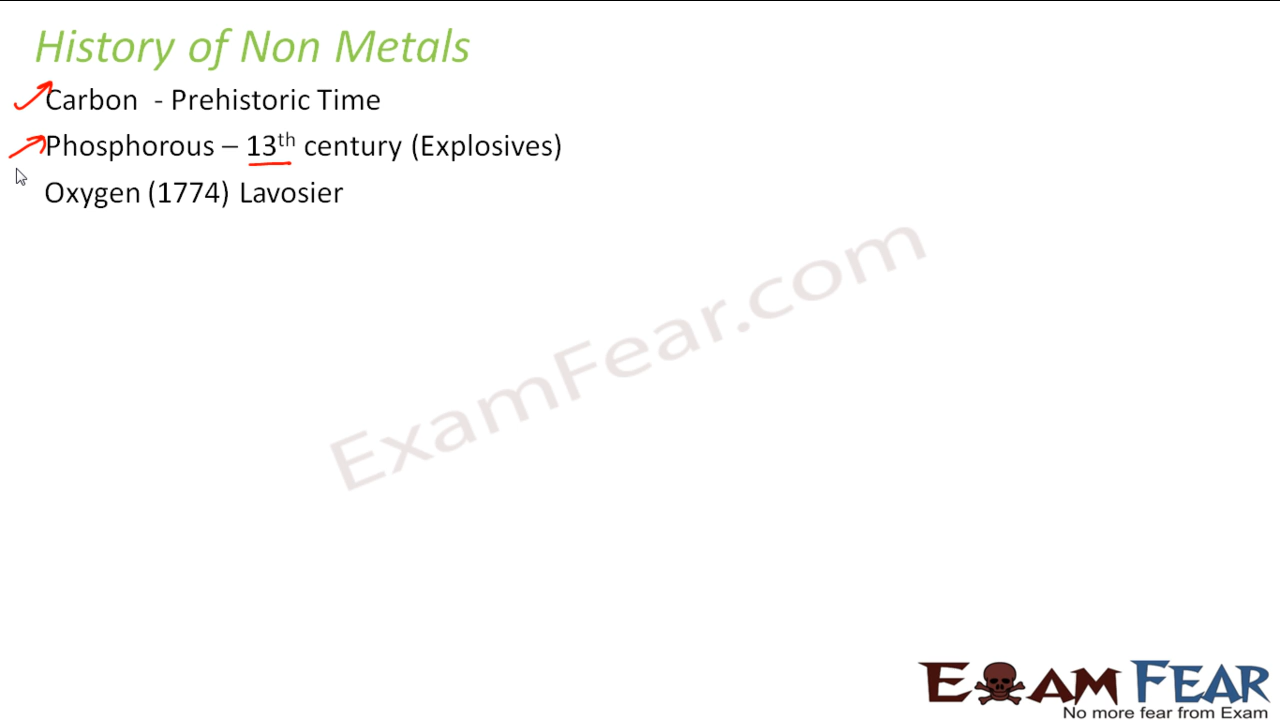 History of Non Metals
Carbon - Prehistoric Time
Phosphorous – 13th century (Explosives)
Oxygen (1774) Lavosier
ExamFear.com
EXAM FEAR
No more fear from Exam